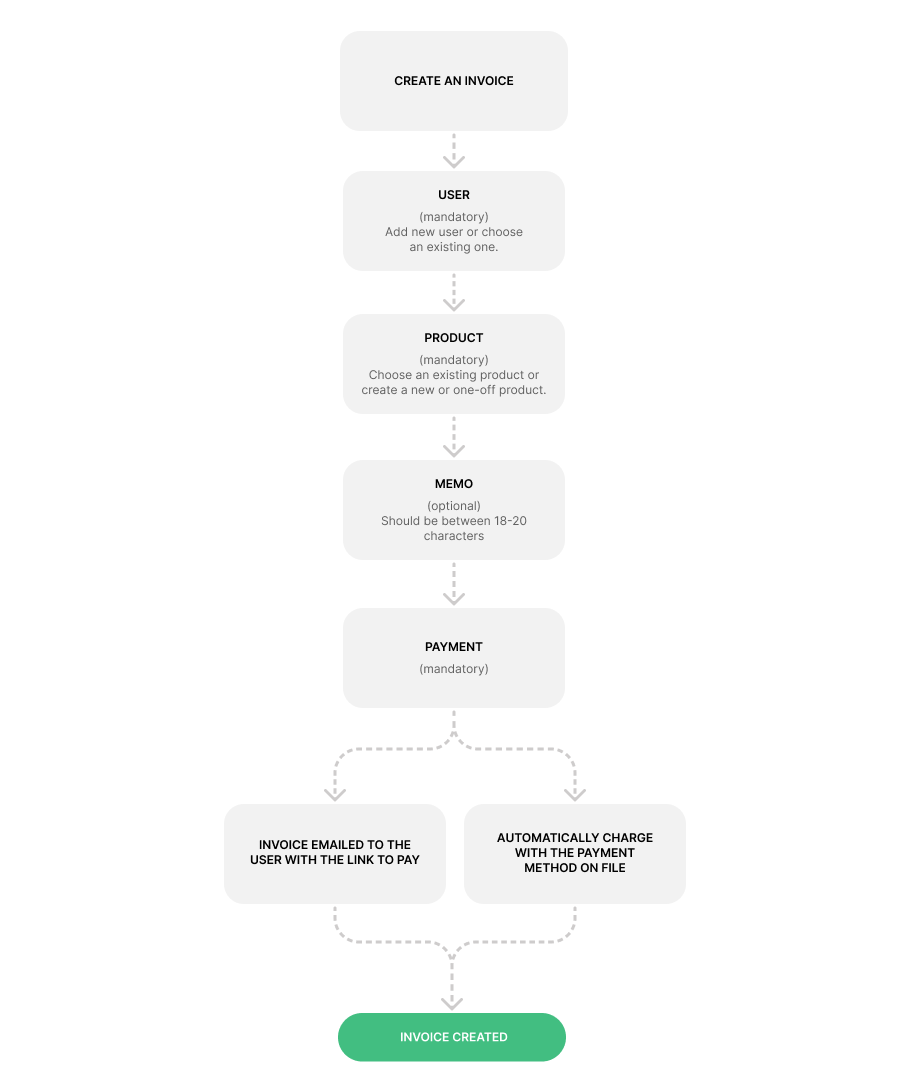 CREATE AN INVOICE
USER
(mandatory)
Add new user or choose
an existing one.
PRODUCT
(mandatory)
Choose an existing product or
create a new or one-off product.
MEMO
(optional)
Should be between 18-20
characters
PAYMENT
(mandatory)
INVOICE EMAILED TO THE
USER WITH THE LINK TO PAY
AUTOMATICALLY CHARGE
WITH THE PAYMENT
METHOD ON FILE
INVOICE CREATED